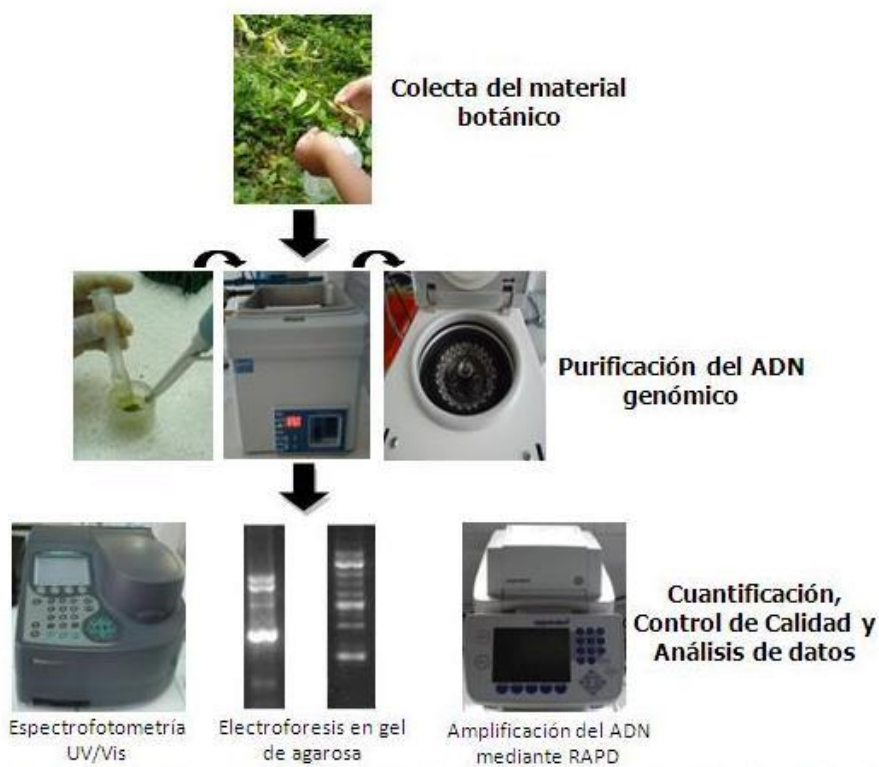 Colecta del material
botánico
Purificación del ADN
genómico
Cuantificación,
Control de Calidad y
Análisis de datos
Espectrofotometría
UV/Vis
Electroforesis en gel
de agarosa
Amplificación del ADN
mediante RAPD